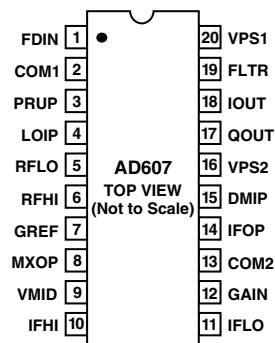 FDIN 1
COM1 2
PRUP 3
LOIP 4
RFLO 5
RFHI 6
GREF 7
MXOP 8
VMID 9
IFHI 10
AD607
TOP VIEW
(Not to Scale)
20 VPS1
19 FLTR
18 IOUT
17 QOUT
16 VPS2
15 DMIP
14 IFOP
13 COM2
12 GAIN
11 IFLO